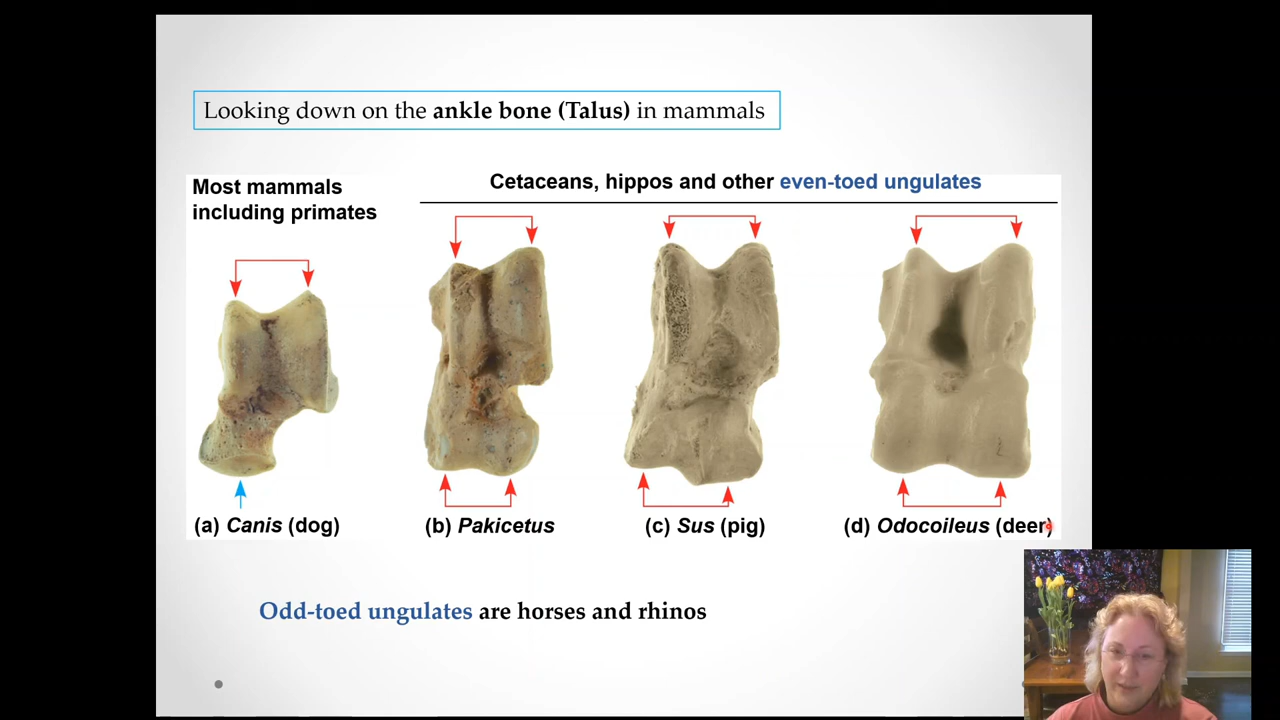 Looking down on the ankle bone (Talus) in mammals
Most mammals
including primates
Cetaceans, hippos and other even-toed ungulates
(a) Canis (dog)
(b) Pakicetus
(c) Sus (pig)
(d) Odocoileus (deer)
Odd-toed ungulates are horses and rhinos